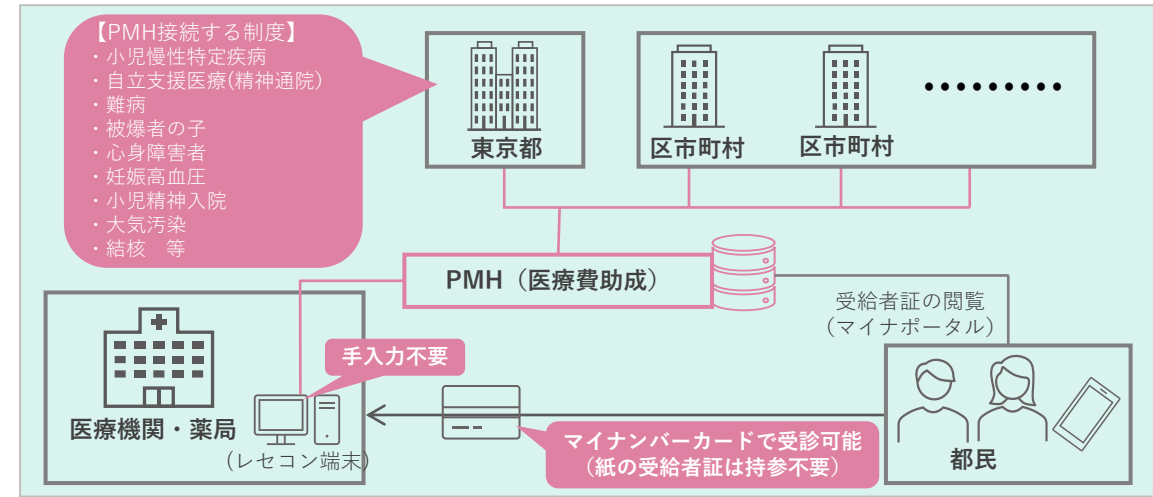 【PMH接続する制度】
・小児慢性特定疾病
・自立支援医療(精神通院)
・難病
・被爆者の子
・心身障害者
・妊娠高血圧
・小児精神入院
・大気汚染
・結核　等
東京都
区市町村
区市町村
•••••••••
PMH（医療費助成）
受給者証の閲覧
（マイナポータル）
手入力不要
医療機関・薬局
(レセコン端末)
マイナンバーカードで受診可能
（紙の受給者証は持参不要）
都民